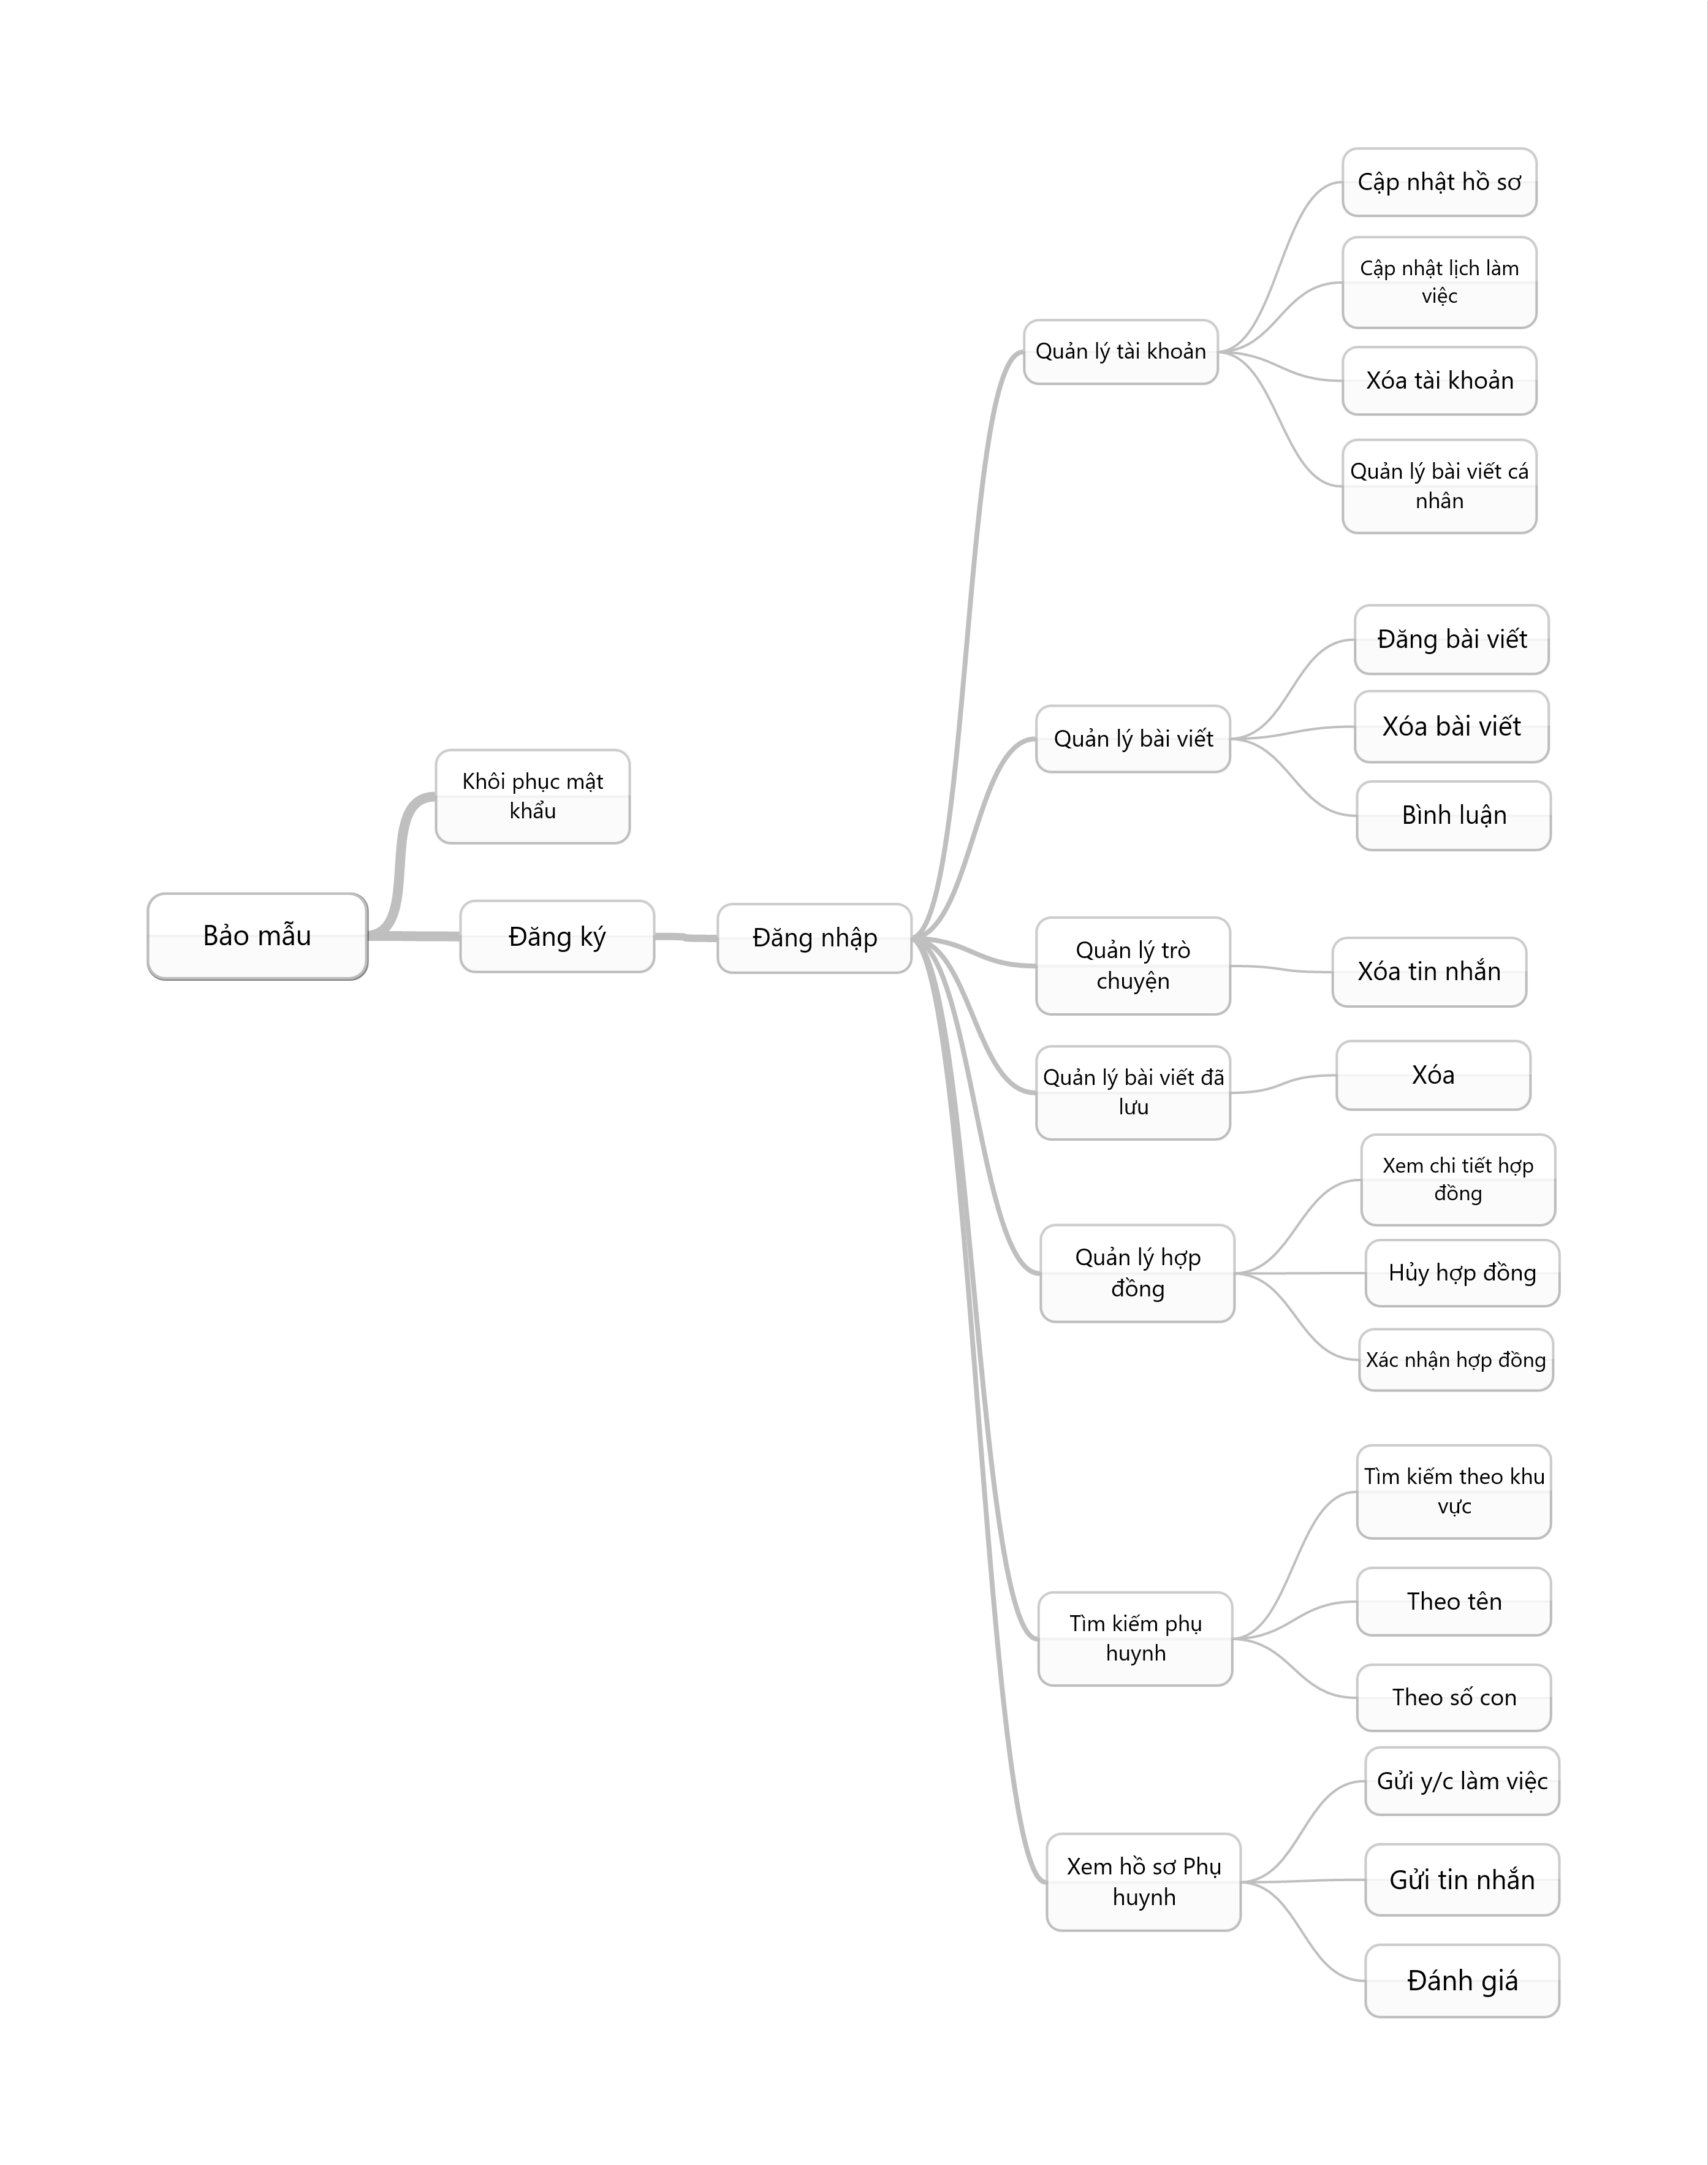 Bảo mẫu
Khôi phục mật
khẩu
Đăng ký
Đăng nhập
Quản lý tài khoản
Cập nhật hồ sơ
Cập nhật lịch làm
việc
Xóa tài khoản
Quản lý bài viết cá
nhân
Quản lý bài viết
Đăng bài viết
Xóa bài viết
Bình luận
Quản lý trò
chuyện
Xóa tin nhắn
Quản lý bài viết đã
lưu
Xóa
Quản lý hợp
đồng
Xem chi tiết hợp
đồng
Hủy hợp đồng
Xác nhận hợp đồng
Tìm kiếm phụ
huynh
Tìm kiếm theo khu
vực
Theo tên
Theo số con
Xem hồ sơ Phụ
huynh
Gửi y/c làm việc
Gửi tin nhắn
Đánh giá